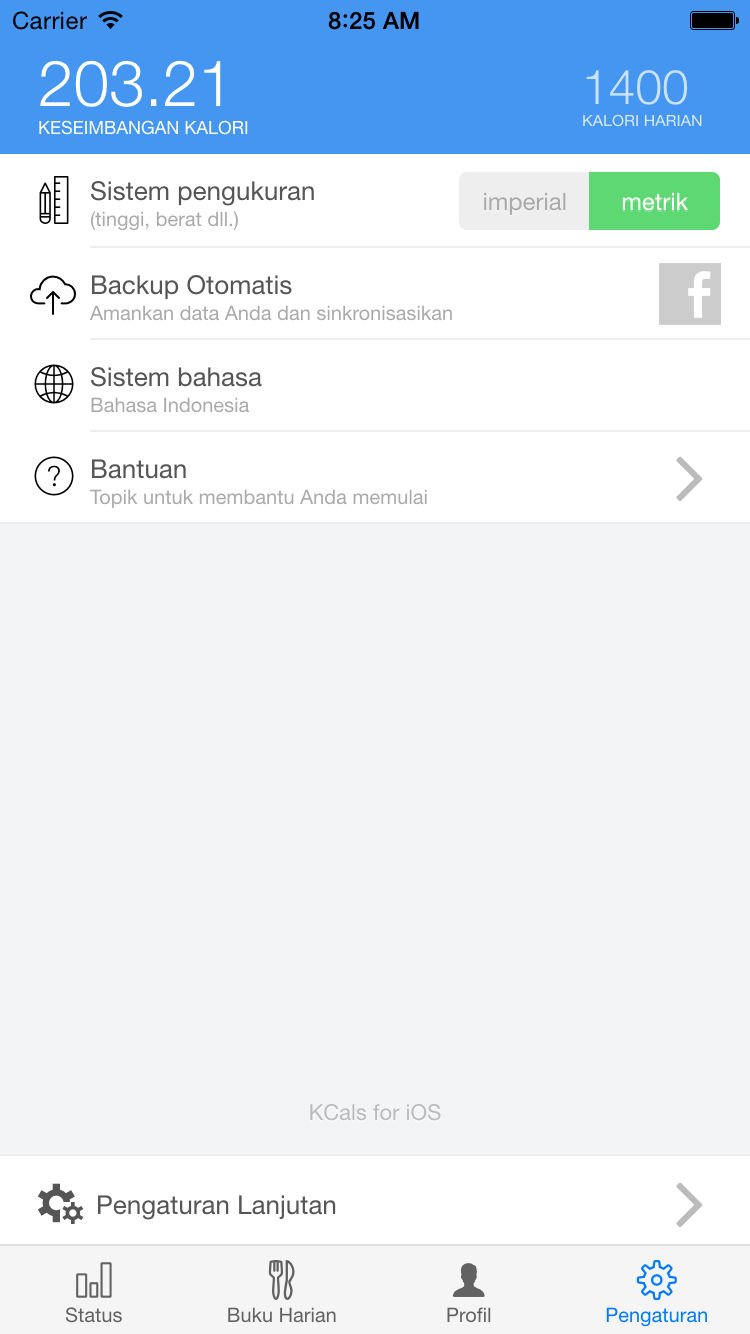 Carrier 8:25 AM
203.21 1400
KESEIMBANGAN KALORI KALORI HARIAN
Sistem pengukuran
(tinggi, berat dll.)
imperial metrik
Backup Otomatis
Amankan data Anda dan sinkronisasikan
f
Sistem bahasa
Bahasa Indonesia
?
Bantuan
Topik untuk membantu Anda memulai
KCals for iOS
Pengaturan Lanjutan
Status Buku Harian Profil Pengaturan